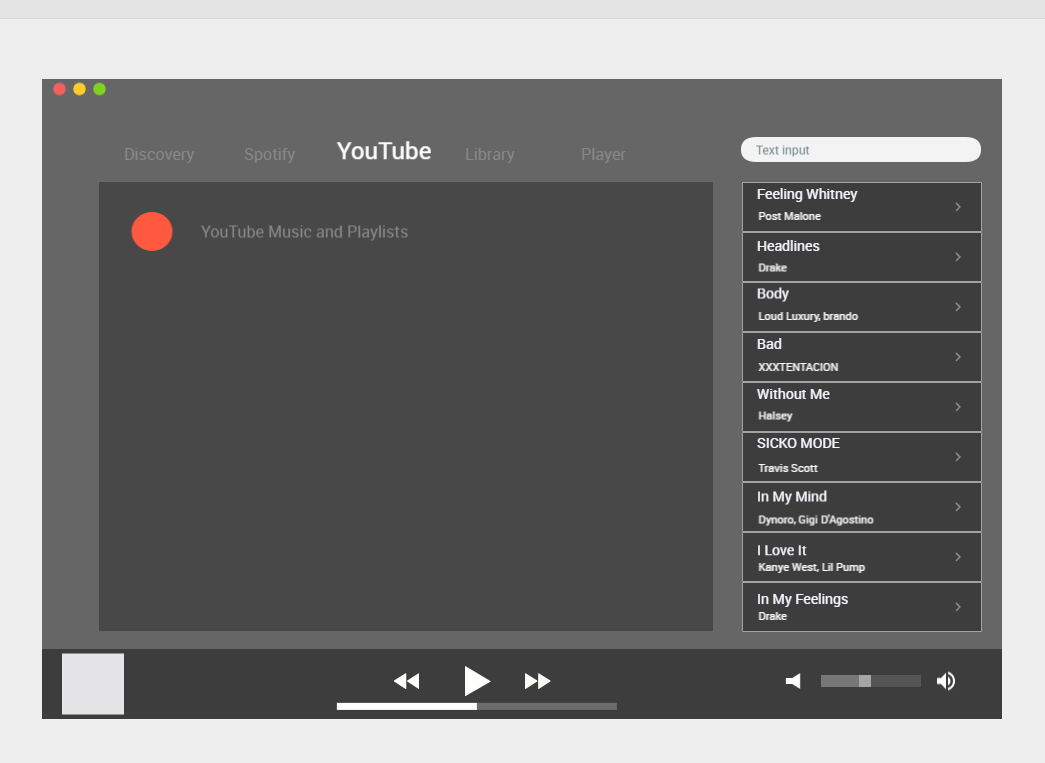 Discovery
Spotify
YouTube
Library
Player
Text input
YouTube Music and Playlists
Feeling Whitney
Post Malone
Headlines
Drake
Body
Loud Luxury, brando
Bad
XXXTENTACION
Without Me
Halsey
SICKO MODE
Travis Scott
In My Mind
Dynoro, Gigi D'Agostino
I Love It
Kanye West, Lil Pump
In My Feelings
Drake